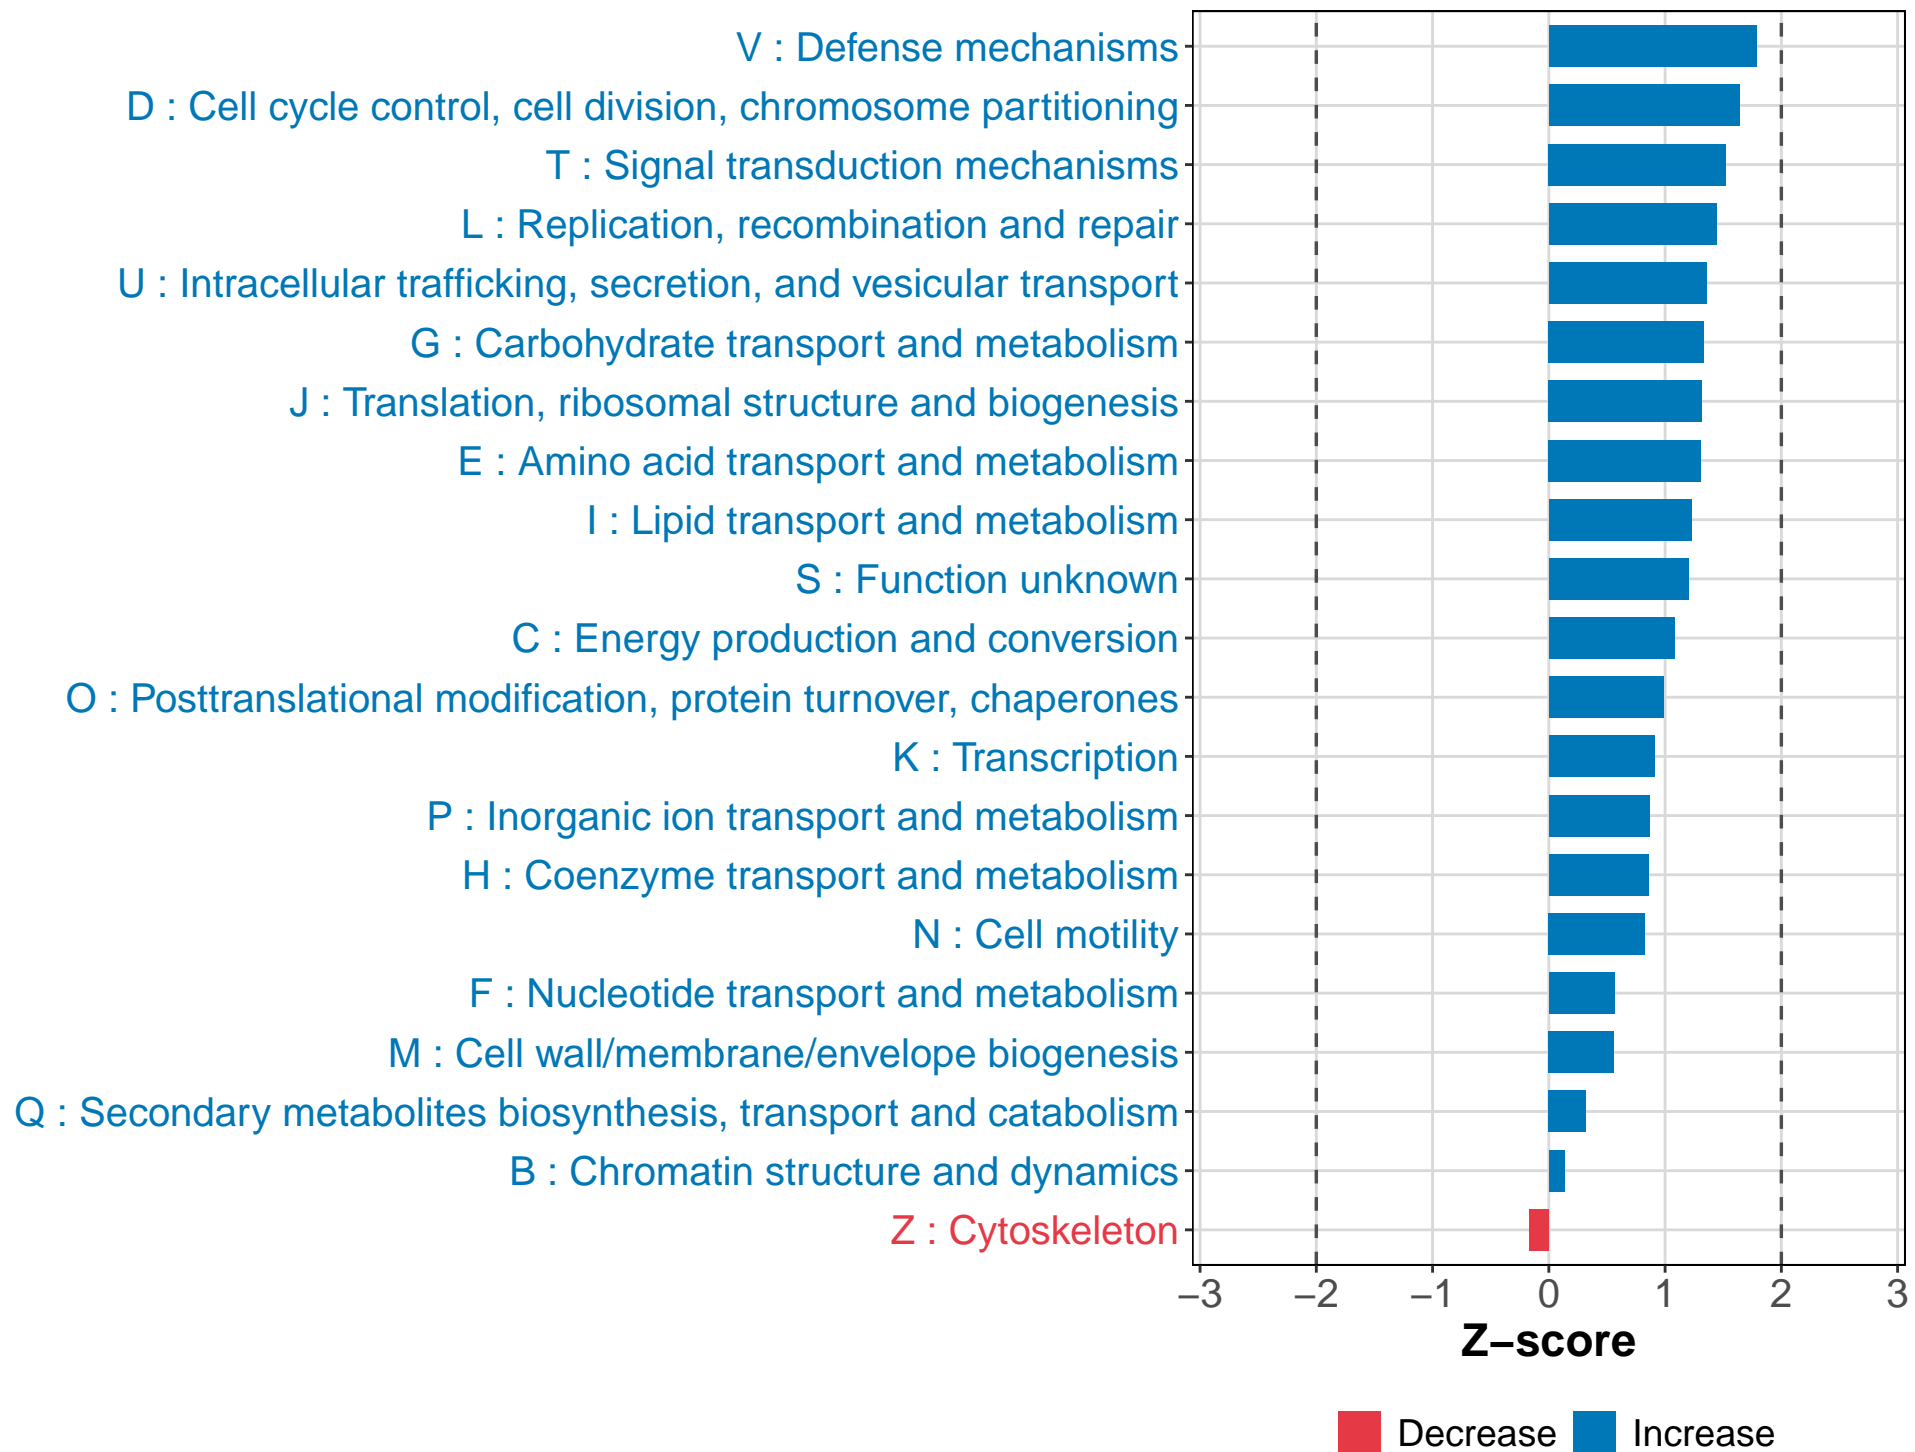 V : Defense mechanisms
D : Cell cycle control, cell division, chromosome partitioning
T : Signal transduction mechanisms
L : Replication, recombination and repair
U : Intracellular trafficking, secretion, and vesicular transport
G : Carbohydrate transport and metabolism
J : Translation, ribosomal structure and biogenesis
E : Amino acid transport and metabolism
I : Lipid transport and metabolism
S : Function unknown
C : Energy production and conversion
O : Posttranslational modification, protein turnover, chaperones
K : Transcription
P : Inorganic ion transport and metabolism
H : Coenzyme transport and metabolism
N : Cell motility
F : Nucleotide transport and metabolism
M : Cell wall/membrane/envelope biogenesis
Q : Secondary metabolites biosynthesis, transport and catabolism
B : Chromatin structure and dynamics
Z : Cytoskeleton
−3 −2 −1 0 1 2 3
Z−score
Decrease Increase